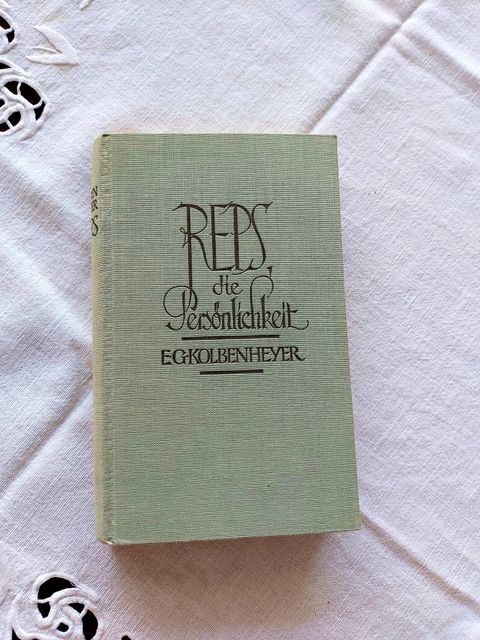 REPS,
die
Persönlichkeit
E.G.KOLBENHEYER